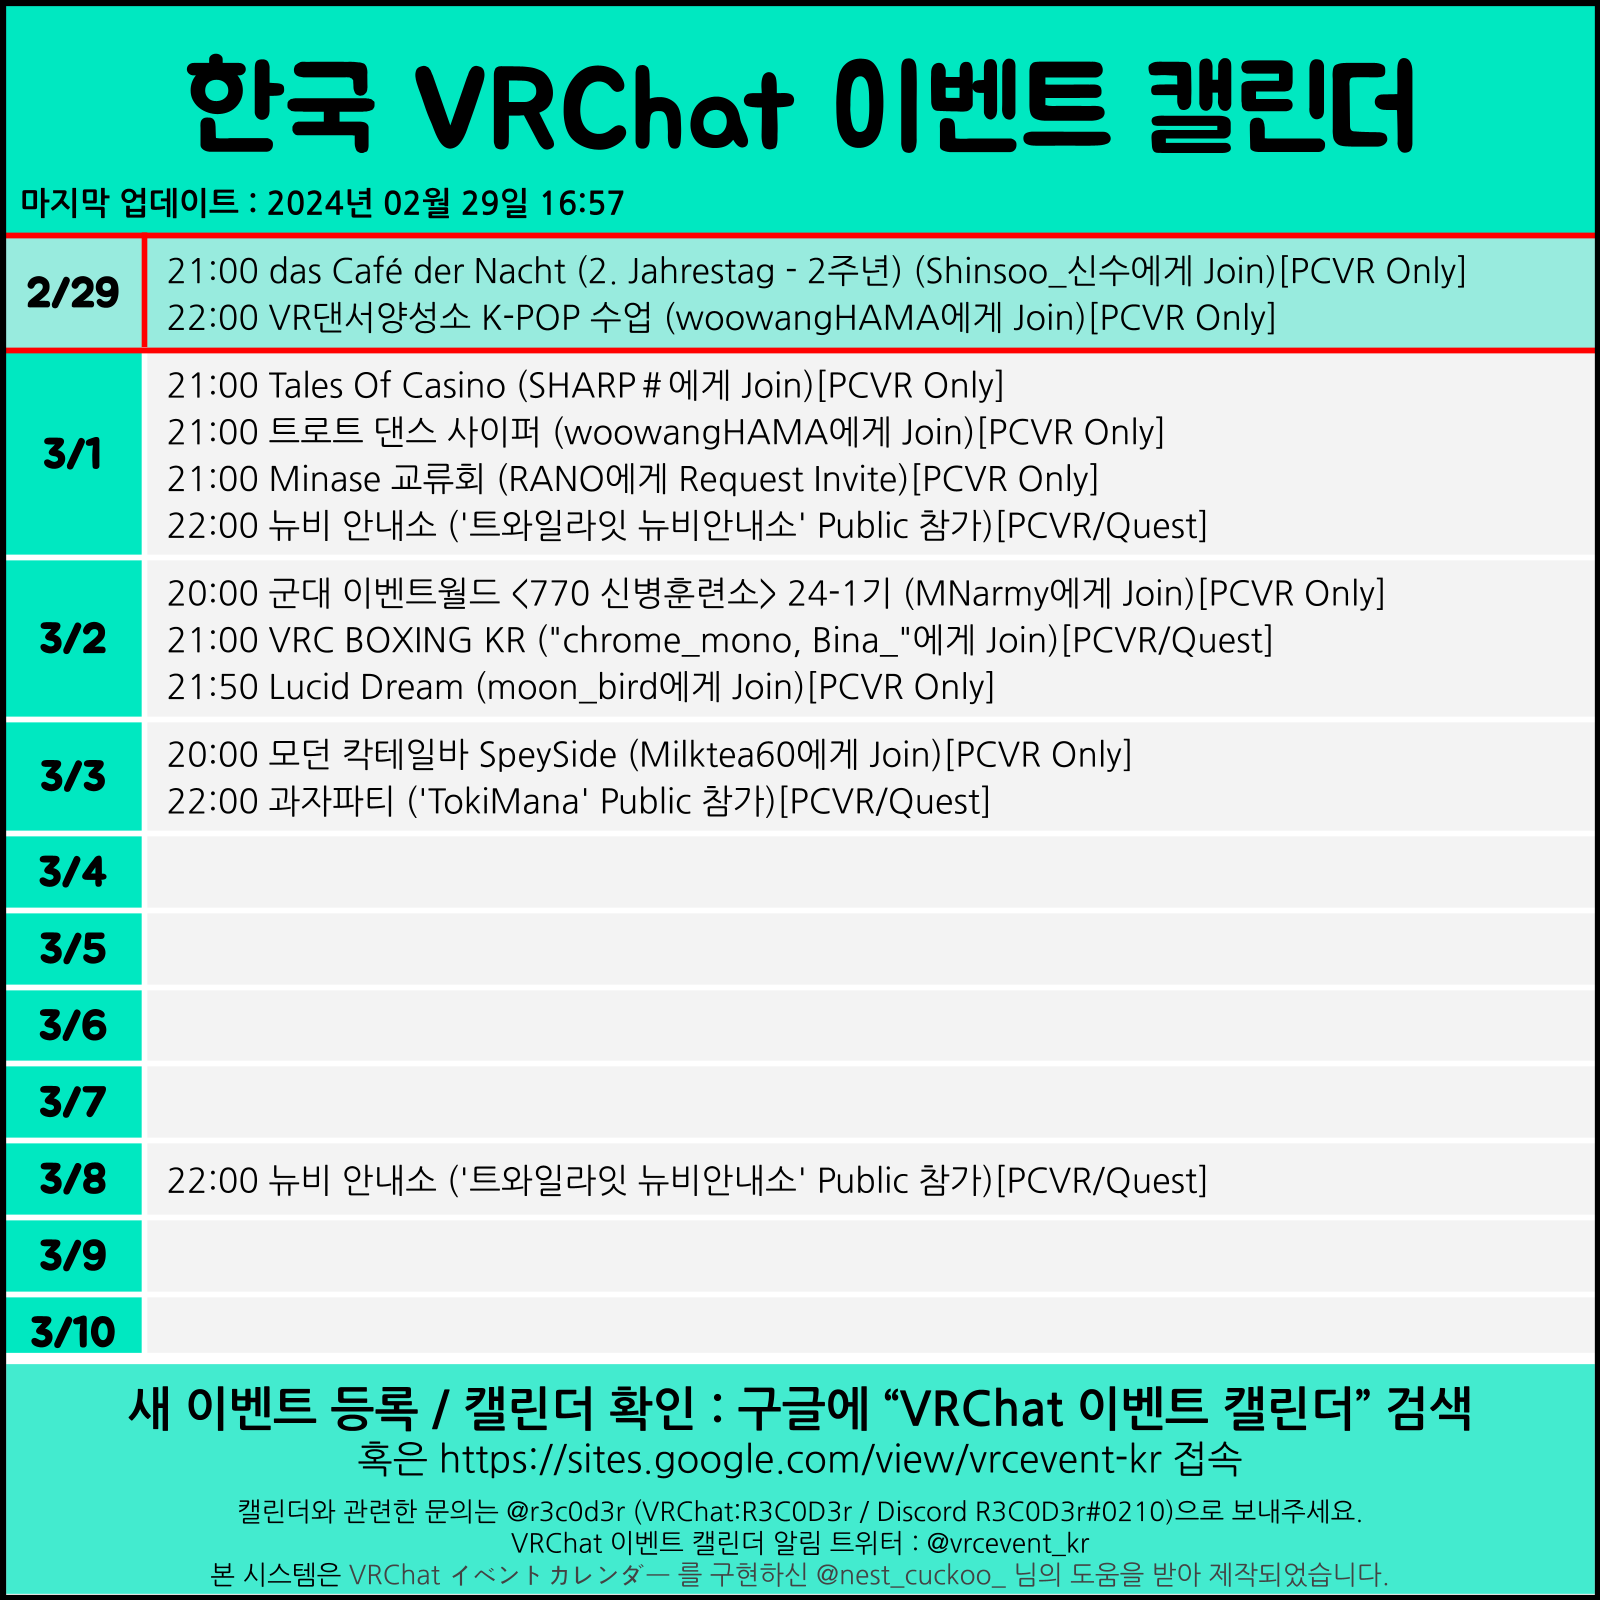 한국 VRChat 이벤트 캘린더
마지막 업데이트 : 2024년 02월 29일 16:57
2/29
21:00 das Café der Nacht (2. Jahrestag - 2주년) (Shinsoo_신수에게 Join)[PCVR Only]
22:00 VR댄서양성소 K-POP 수업 (woowangHAMA에게 Join)[PCVR Only]
3/1
21:00 Tales Of Casino (SHARP＃에게 Join)[PCVR Only]
21:00 트로트 댄스 사이퍼 (woowangHAMA에게 Join)[PCVR Only]
21:00 Minase 교류회 (RANO에게 Request Invite)[PCVR Only]
22:00 뉴비 안내소 ('트와일라잇 뉴비안내소' Public 참가)[PCVR/Quest]
3/2
20:00 군대 이벤트월드 <770 신병훈련소> 24-1기 (MNarmy에게 Join)[PCVR Only]
21:00 VRC BOXING KR ("chrome_mono, Bina_"에게 Join)[PCVR/Quest]
21:50 Lucid Dream (moon_bird에게 Join)[PCVR Only]
3/3
20:00 모던 칵테일바 SpeySide (Milktea60에게 Join)[PCVR Only]
22:00 과자파티 ('TokiMana' Public 참가)[PCVR/Quest]
3/4
3/5
3/6
3/7
3/8
22:00 뉴비 안내소 ('트와일라잇 뉴비안내소' Public 참가)[PCVR/Quest]
3/9
3/10
새 이벤트 등록 / 캘린더 확인 : 구글에 “VRChat 이벤트 캘린더” 검색
혹은 https://sites.google.com/view/vrcevent-kr 접속
캘린더와 관련한 문의는 @r3c0d3r (VRChat:R3C0D3r / Discord R3C0D3r#0210)으로 보내주세요.
VRChat 이벤트 캘린더 알림 트위터 : @vrcevent_kr
본 시스템은 VRChat イベントカレンダー 를 구현하신 @nest_cuckoo_ 님의 도움을 받아 제작되었습니다.